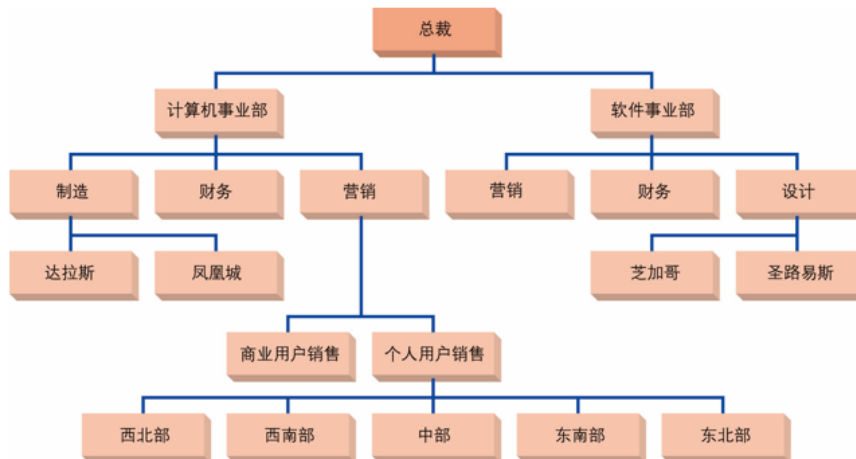 总裁
计算机事业部
软件事业部
制造
财务
营销
营销
财务
设计
达拉斯
凤凰城
芝加哥
圣路易斯
商业用户销售
个人用户销售
西北部
西南部
中部
东南部
东北部